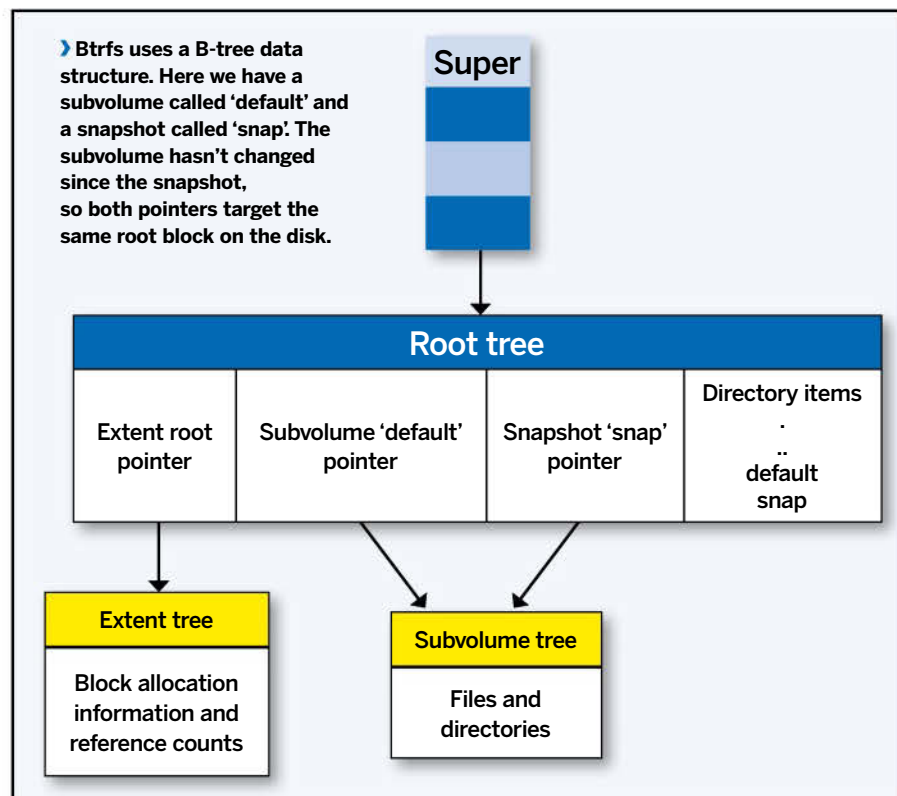 ❯ Btrfs uses a B-tree data
structure. Here we have a
subvolume called ‘default’ and
a snapshot called ‘snap’. The
subvolume hasn’t changed
since the snapshot,
so both pointers target the
same root block on the disk.
Super
Root tree
Extent root
pointer
Subvolume ‘default’
pointer
Snapshot ‘snap’
pointer
Directory items
.
..
default
snap
Extent tree
Block allocation
information and
reference counts
Subvolume tree
Files and
directories